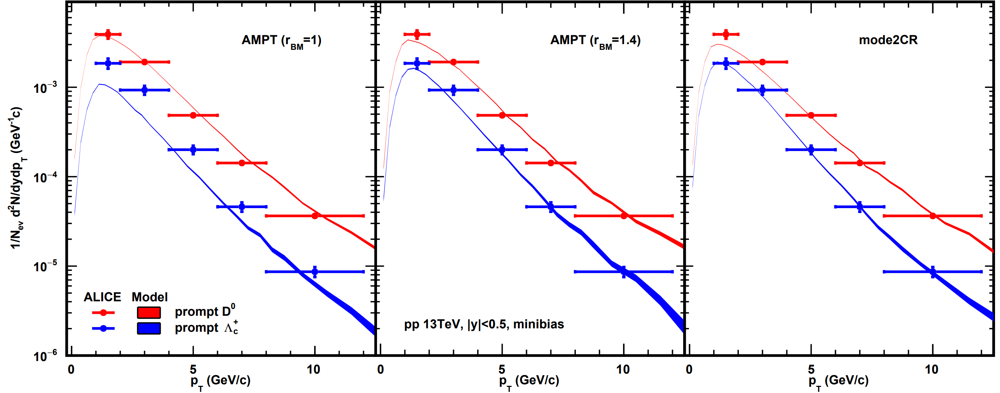 AMPT (r_BM=1)
AMPT (r_BM=1.4)
mode2CR
1/N_ev d²N/dydp_T (GeV⁻¹c)
10⁻³
10⁻⁴
10⁻⁵
10⁻⁶
ALICE Model
prompt D⁰
prompt Λ_c⁺
pp 13TeV, |y|<0.5, minibias
0 5 10 0 5 10 0 5 10
p_T (GeV/c) p_T (GeV/c) p_T (GeV/c)